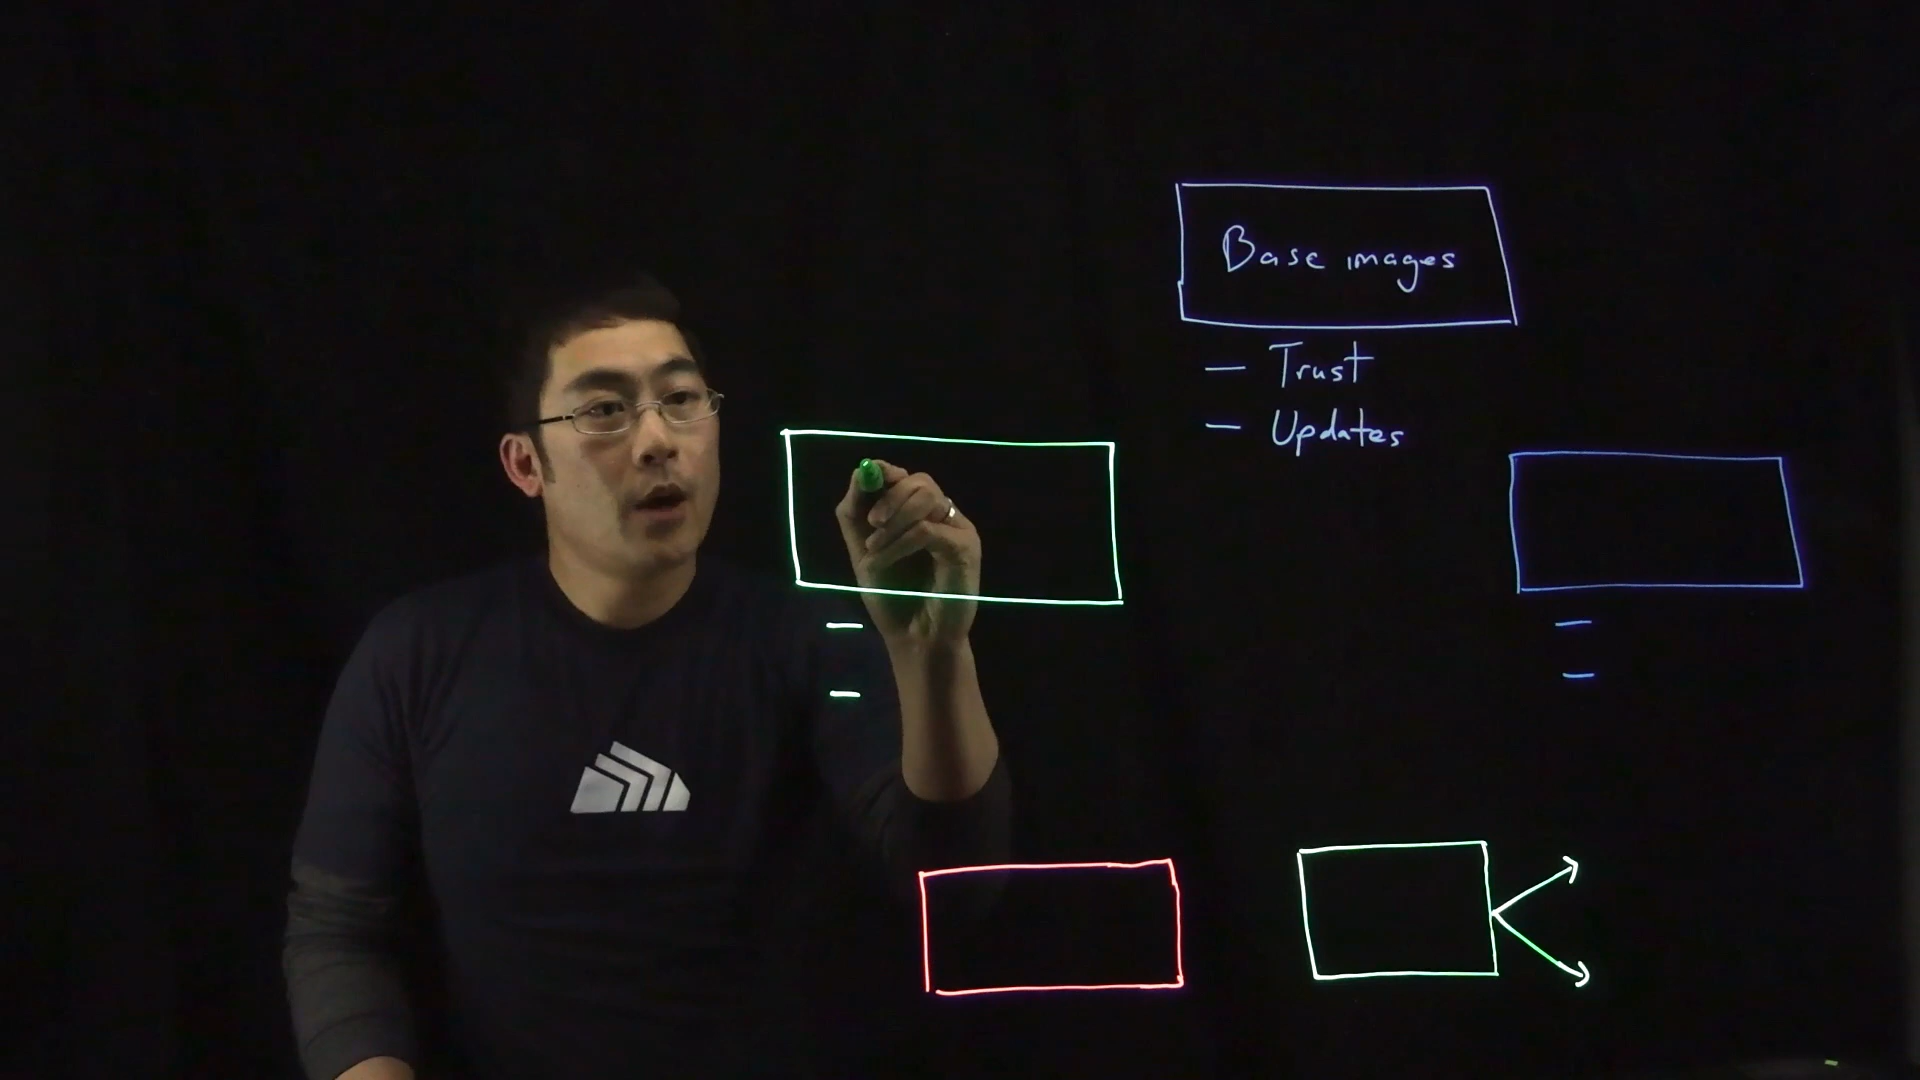 Base images
— Trust
— Updates